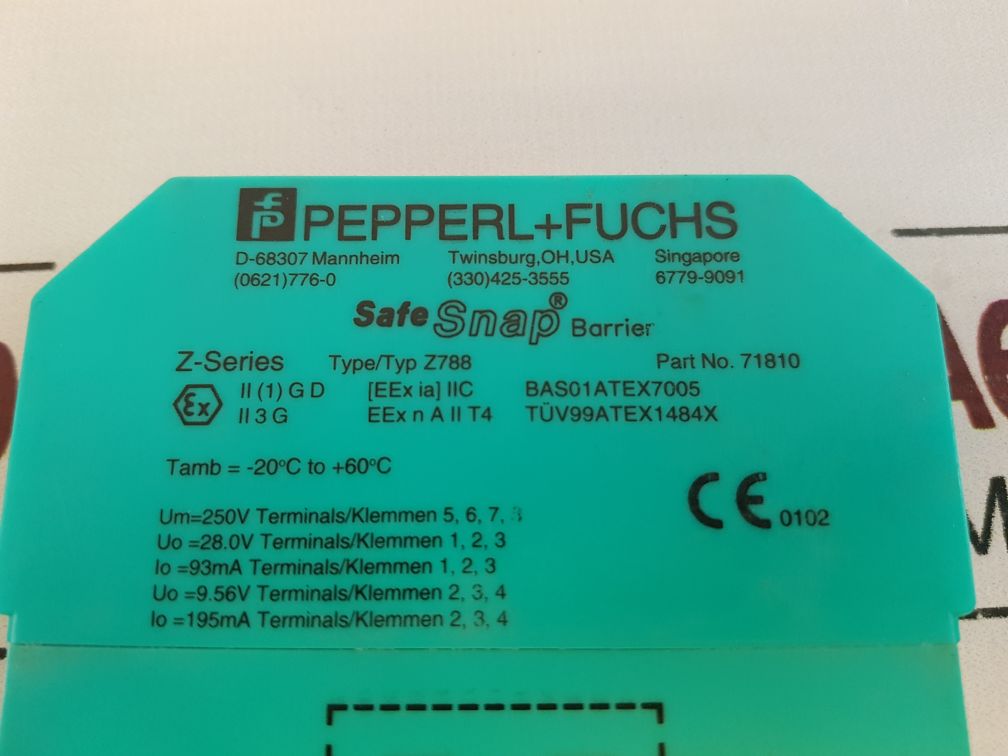 PEPPERL+FUCHS
D-68307 Mannheim Twinsburg,OH,USA Singapore
(0621)776-0 (330)425-3555 6779-9091
Safe Snap® Barrier
Z-Series Type/Typ Z788 Part No. 71810
Ex II (1) G D [EEx ia] IIC BAS01ATEX7005
II 3 G EEx n A II T4 TÜV99ATEX1484X
Tamb = -20°C to +60°C
Um=250V Terminals/Klemmen 5, 6, 7,
CE 0102
Uo =28.0V Terminals/Klemmen 1, 2, 3
Io =93mA Terminals/Klemmen 1, 2, 3
Uo =9.56V Terminals/Klemmen 2, 3, 4
Io =195mA Terminals/Klemmen 2, 3, 4